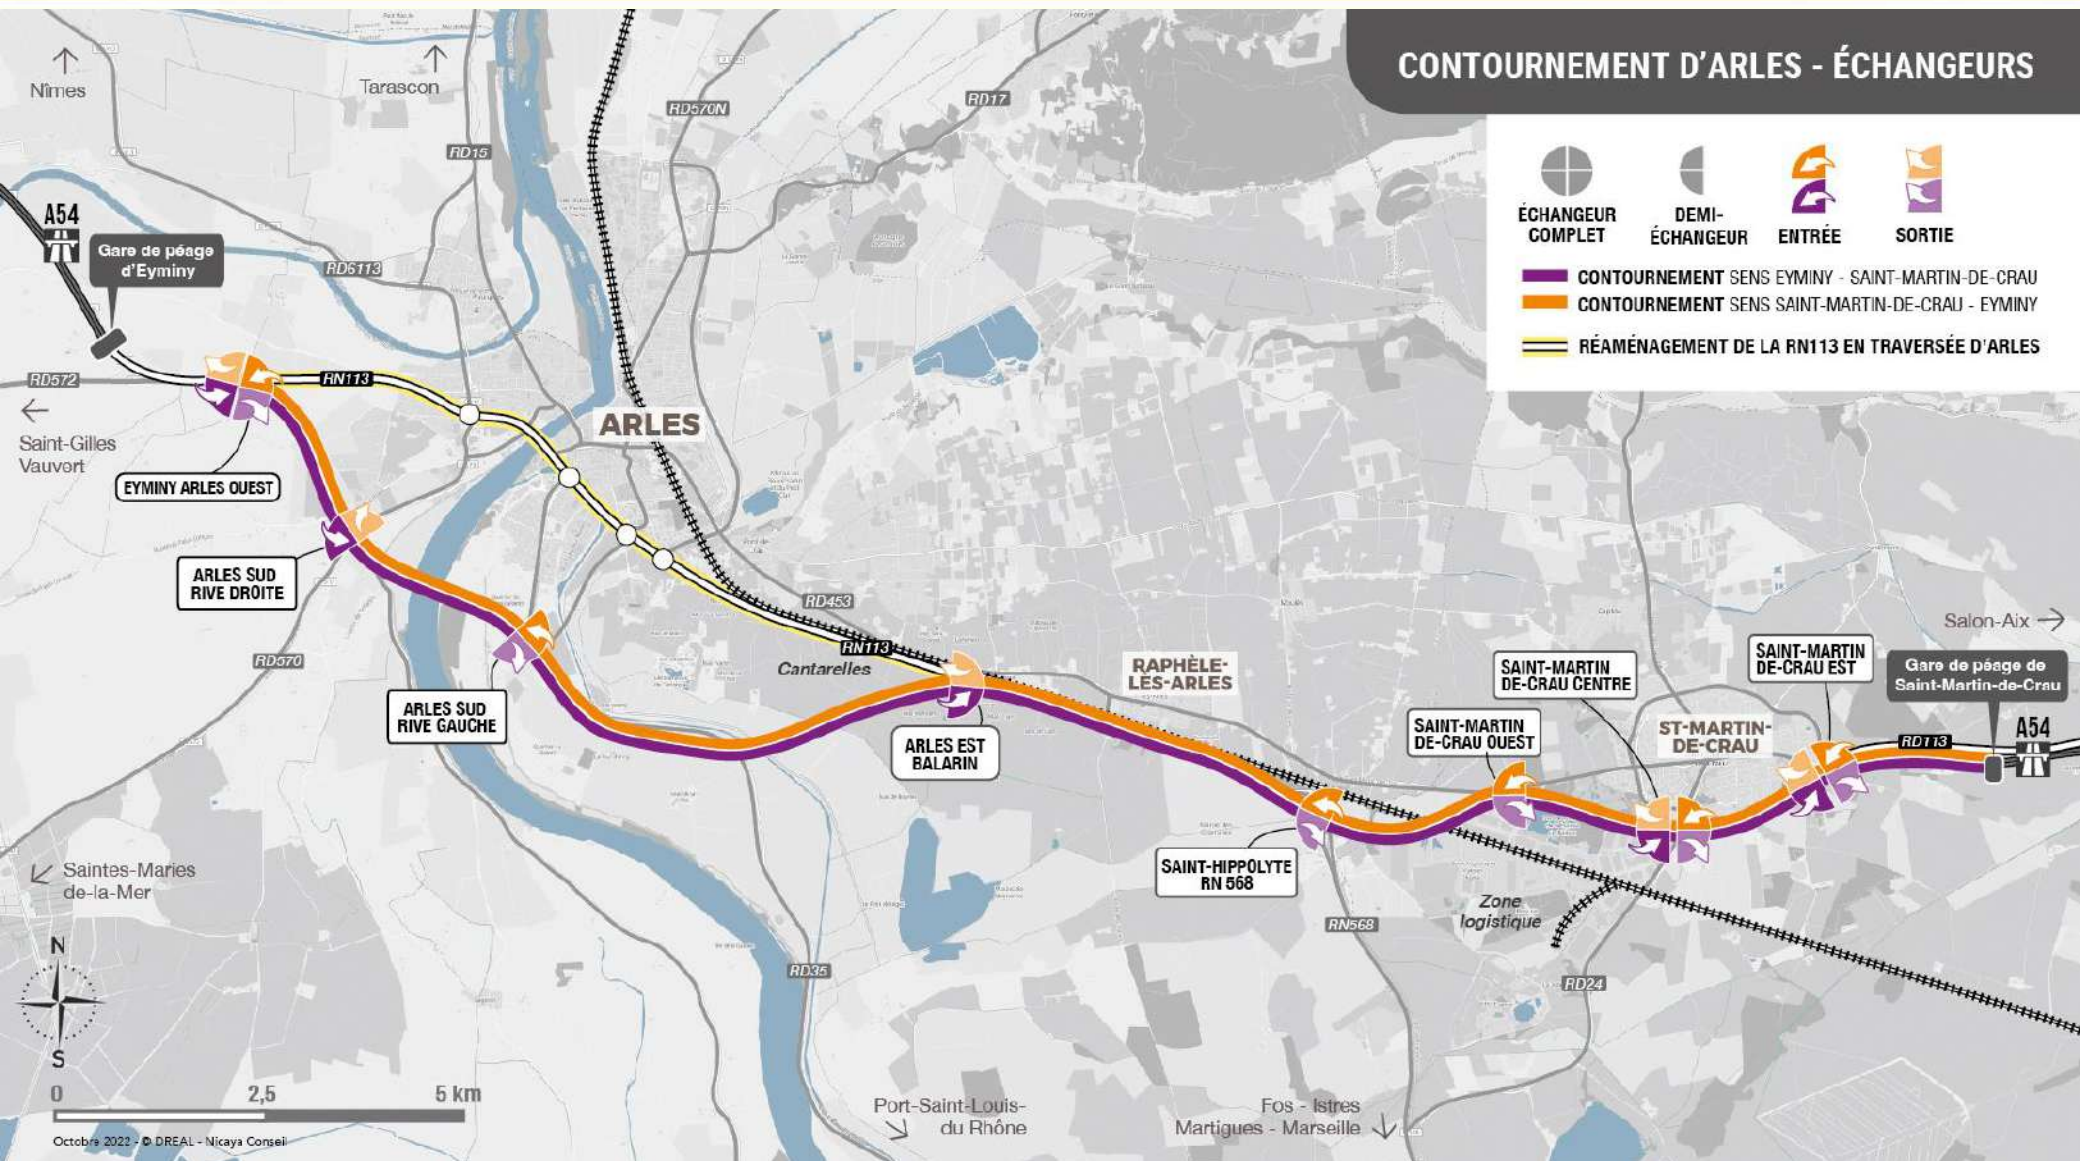 CONTOURNEMENT D'ARLES - ÉCHANGEURS
ÉCHANGEUR
COMPLET
DEMI-
ÉCHANGEUR
ENTRÉE
SORTIE
CONTOURNEMENT SENS EYMINY - SAINT-MARTIN-DE-CRAU
CONTOURNEMENT SENS SAINT-MARTIN-DE-CRAU - EYMINY
RÉAMÉNAGEMENT DE LA RN113 EN TRAVERSÉE D'ARLES
Nîmes
Tarascon
RD570N
RD17
RD15
A54
Gare de péage
d'Eyminy
RD6113
RD572
RN113
ARLES
Saint-Gilles
Vauvert
EYMINY ARLES OUEST
ARLES SUD
RIVE DROITE
RD570
ARLES SUD
RIVE GAUCHE
RD453
RN113
Cantarelles
ARLES EST
BALARIN
RAPHÈLE-
LÈS-ARLES
Salon-Aix
SAINT-MARTIN
DE-CRAU CENTRE
SAINT-MARTIN
DE-CRAU EST
Gare de péage de
Saint-Martin-de-Crau
SAINT-MARTIN
DE-CRAU OUEST
ST-MARTIN-
DE-CRAU
RD113
A54
SAINT-HIPPOLYTE
RN 568
Zone
logistique
RN568
RD24
RD35
Saintes-Maries
de-la-Mer
N
S
0 2,5 5 km
Port-Saint-Louis-
du Rhône
Fos - Istres
Martigues - Marseille
Octobre 2022 - © DREAL - Nicaya Conseil